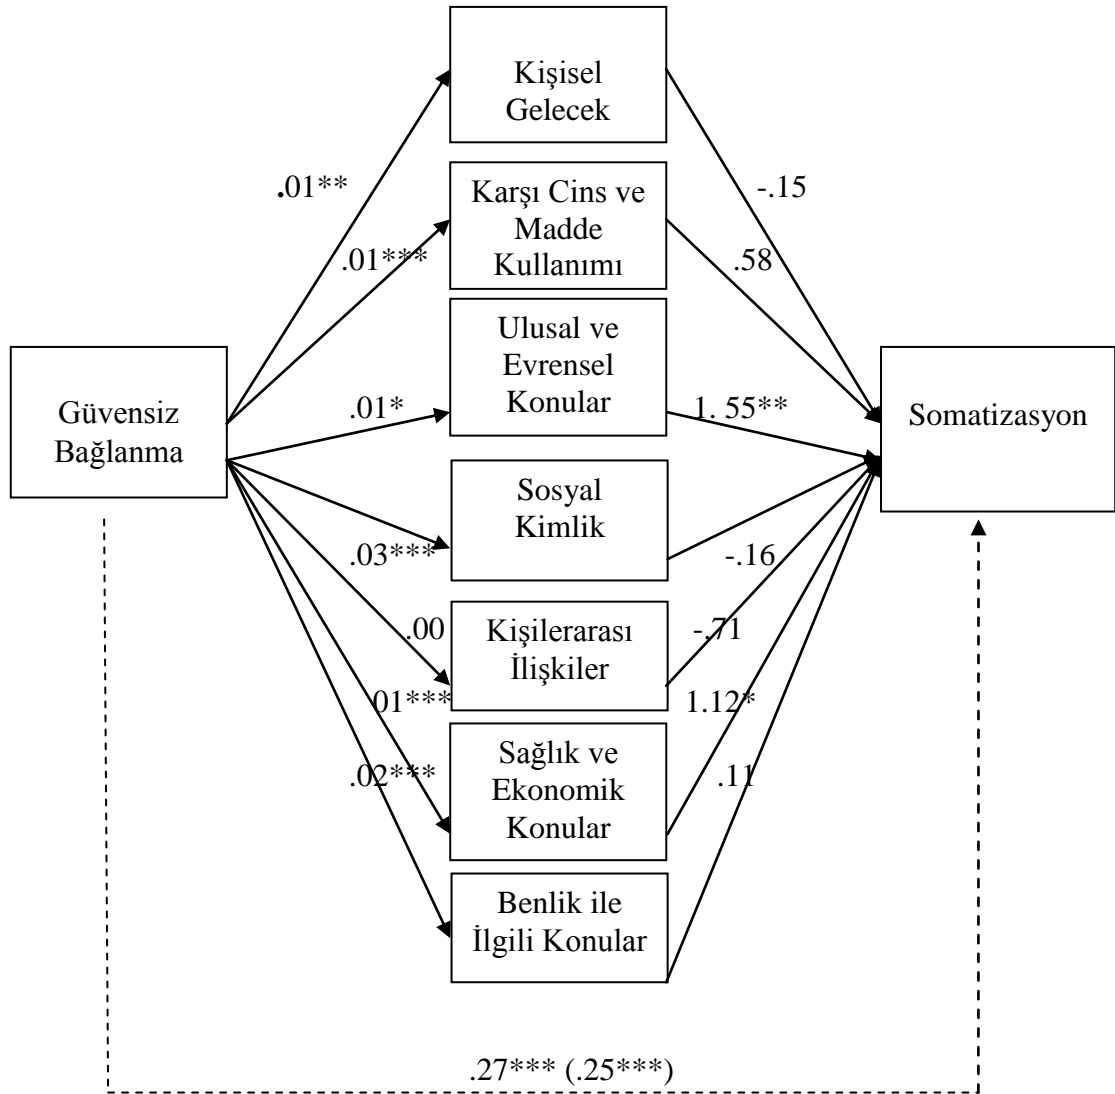 Kişisel
Gelecek
.01**
-.15
Karşı Cins ve
Madde
Kullanımı
.01***
.58
Ulusal ve
Evrensel
Konular
Güvensiz
Bağlanma
.01*
1. 55**
Somatizasyon
Sosyal
Kimlik
.03***
-.16
Kişilerarası
İlişkiler
.00
-.71
01***
1.12*
Sağlık ve
Ekonomik
Konular
.02***
.11
Benlik ile
İlgili Konular
.27*** (.25***)